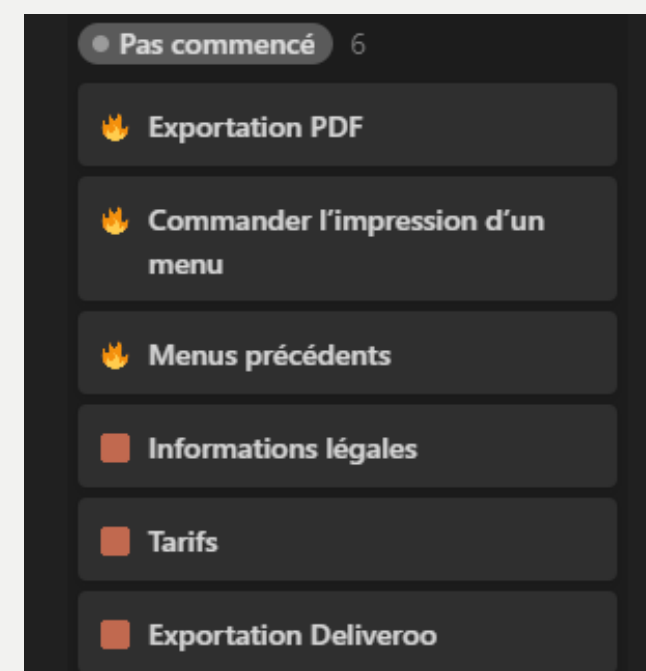 Pas commencé 6
Exportation PDF
Commander l’impression d’un
menu
Menus précédents
Informations légales
Tarifs
Exportation Deliveroo